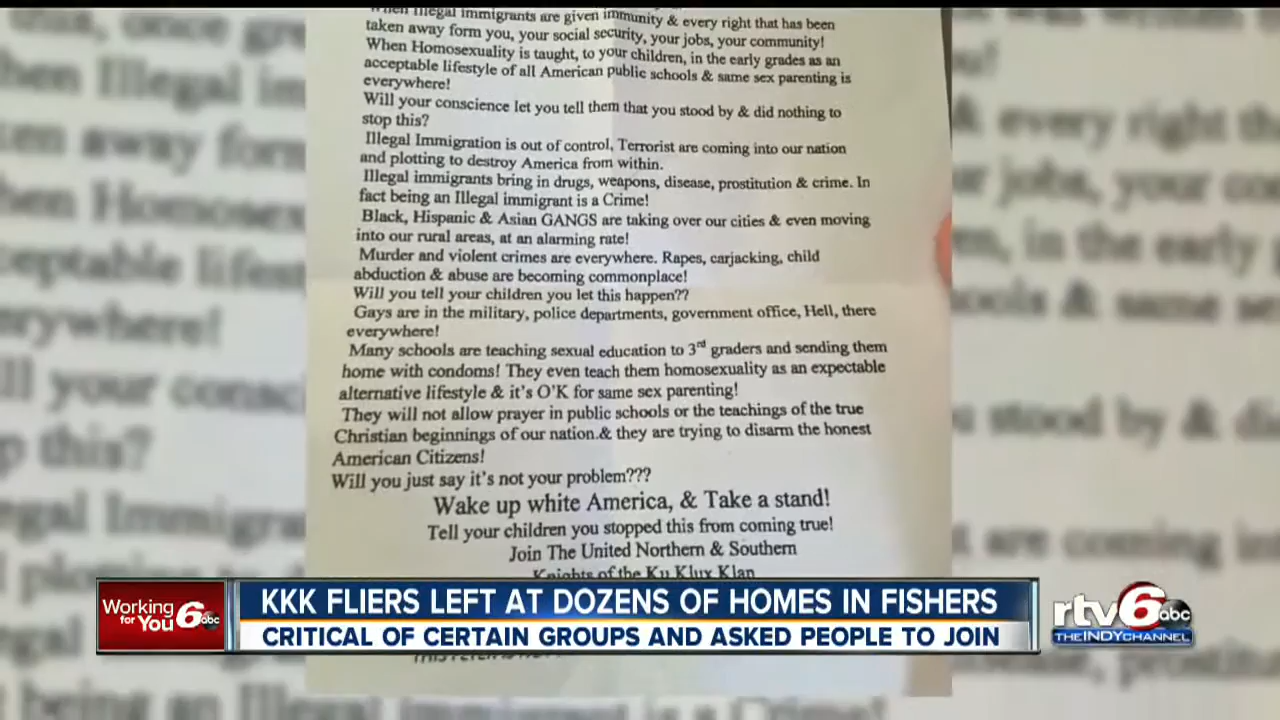 When Illegal immigrants are given immunity & every right that has been
taken away form you, your social security, your jobs, your community!
When Homosexuality is taught, to your children, in the early grades as an
acceptable lifestyle of all American public schools & same sex parenting is
everywhere!
Will your conscience let you tell them that you stood by & did nothing to
stop this?
Illegal Immigration is out of control, Terrorist are coming into our nation
and plotting to destroy America from within.
Illegal immigrants bring in drugs, weapons, disease, prostitution & crime. In
fact being an Illegal immigrant is a Crime!
Black, Hispanic & Asian GANGS are taking over our cities & even moving
into our rural areas, at an alarming rate!
Murder and violent crimes are everywhere. Rapes, carjacking, child
abduction & abuse are becoming commonplace!
Will you tell your children you let this happen??
Gays are in the military, police departments, government office, Hell, there
everywhere!
Many schools are teaching sexual education to 3rd graders and sending them
home with condoms! They even teach them homosexuality as an expectable
alternative lifestyle & it's O'K for same sex parenting!
They will not allow prayer in public schools or the teachings of the true
Christian beginnings of our nation.& they are trying to disarm the honest
American Citizens!
Will you just say it's not your problem???
Wake up white America, & Take a stand!
Tell your children you stopped this from coming true!
Join The United Northern & Southern
Knights of the Ku Klux Klan
Working for You 6 abc
KKK FLIERS LEFT AT DOZENS OF HOMES IN FISHERS
CRITICAL OF CERTAIN GROUPS AND ASKED PEOPLE TO JOIN
rtv6 abc
THEINDYCHANNEL